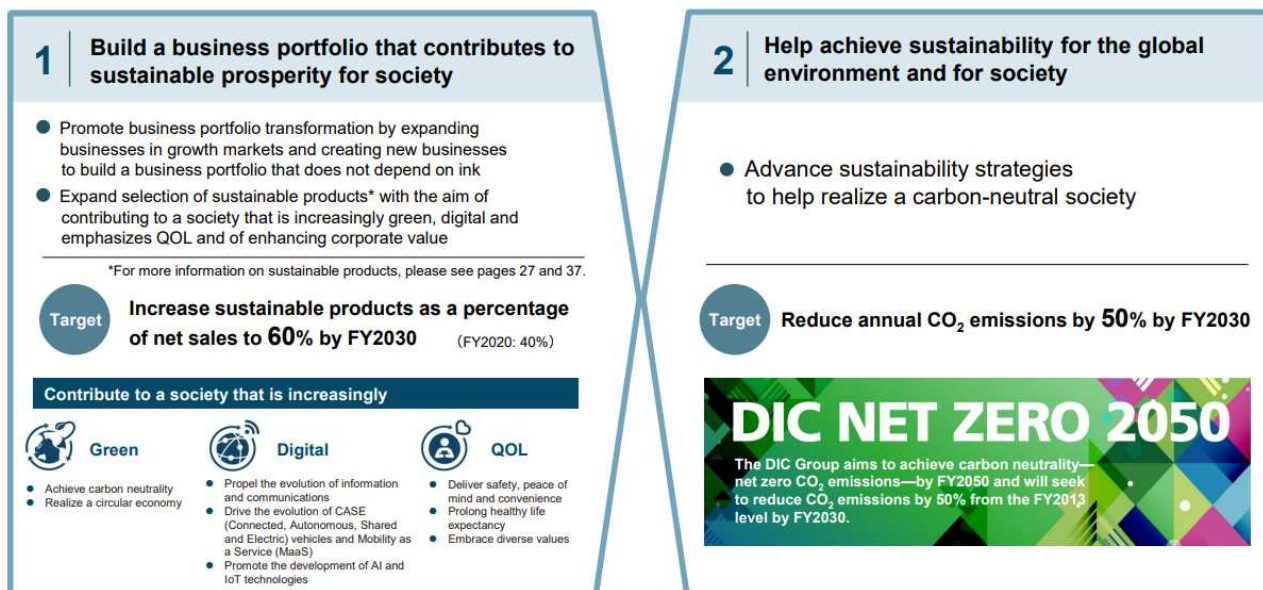 1
Build a business portfolio that contributes to
sustainable prosperity for society
● Promote business portfolio transformation by expanding
businesses in growth markets and creating new businesses
to build a business portfolio that does not depend on ink
● Expand selection of sustainable products* with the aim of
contributing to a society that is increasingly green, digital and
emphasizes QOL and of enhancing corporate value
*For more information on sustainable products, please see pages 27 and 37.
Target
Increase sustainable products as a percentage
of net sales to 60% by FY2030 (FY2020: 40%)
Contribute to a society that is increasingly
Green
● Achieve carbon neutrality
● Realize a circular economy
Digital
● Propel the evolution of information
and communications
● Drive the evolution of CASE
(Connected, Autonomous, Shared
and Electric) vehicles and Mobility as
a Service (MaaS)
● Promote the development of AI and
IoT technologies
QOL
● Deliver safety, peace of
mind and convenience
● Prolong healthy life
expectancy
● Embrace diverse values
2
Help achieve sustainability for the global
environment and for society
● Advance sustainability strategies
to help realize a carbon-neutral society
Target
Reduce annual CO₂ emissions by 50% by FY2030
DIC NET ZERO 2050
The DIC Group aims to achieve carbon neutrality—
net zero CO₂ emissions—by FY2050 and will seek
to reduce CO₂ emissions by 50% from the FY2013
level by FY2030.